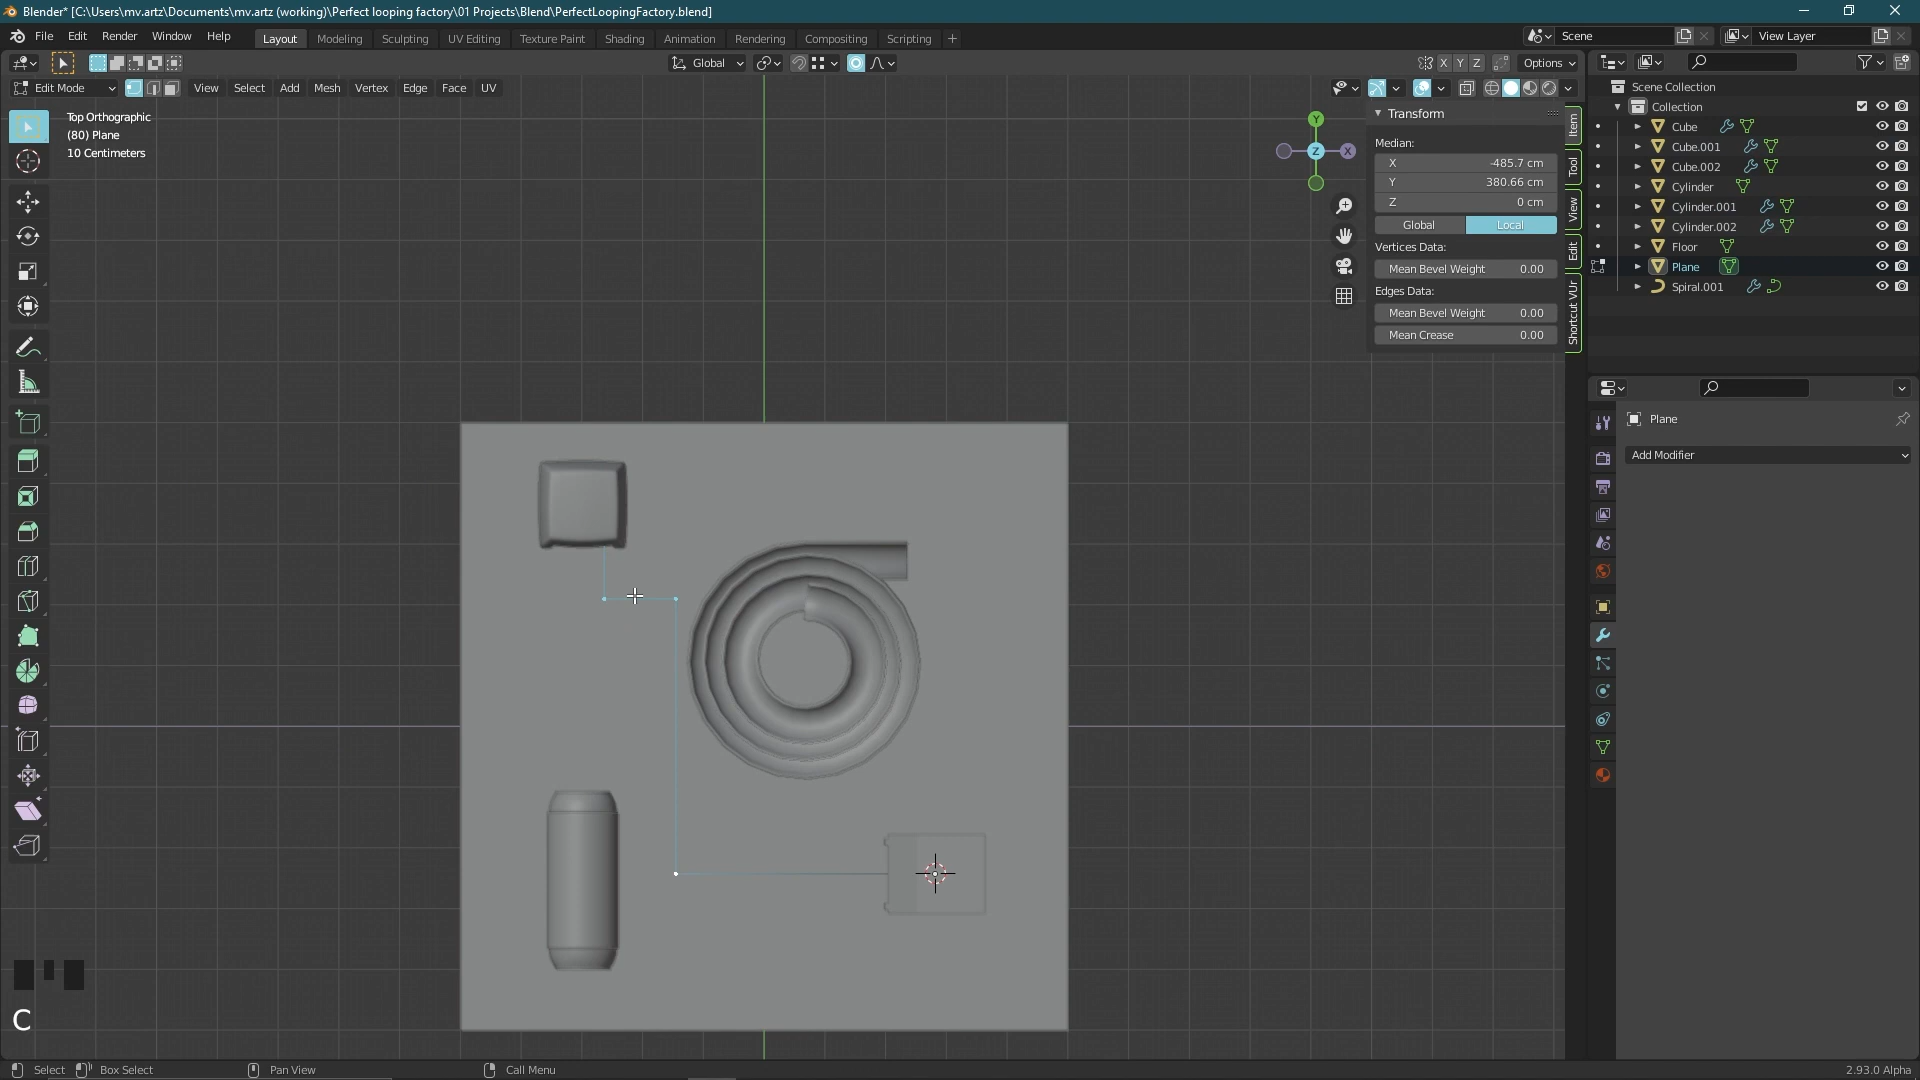 Blender* [C:\Users\mv.artz\Documents\mv.artz (working)\Perfect looping factory\01 Projects\Blend\PerfectLoopingFactory.blend]
File Edit Render Window Help Layout Modeling Sculpting UV Editing Texture Paint Shading Animation Rendering Compositing Scripting + Scene View Layer
Global X Y Z Options
Edit Mode View Select Add Mesh Vertex Edge Face UV
Top Orthographic
(80) Plane
10 Centimeters
Y
Z
X
Transform
Median:
X -485.7 cm
Y 380.66 cm
Z 0 cm
Global Local
Vertices Data:
Mean Bevel Weight 0.00
Edges Data:
Mean Bevel Weight 0.00
Mean Crease 0.00
Item
Tool
View
Edit
Shortcut VUr
Scene Collection
Collection
Cube
Cube.001
Cube.002
Cylinder
Cylinder.001
Cylinder.002
Floor
Plane
Spiral.001
Plane
Add Modifier
C
Select Box Select Pan View Call Menu 2.93.0 Alpha